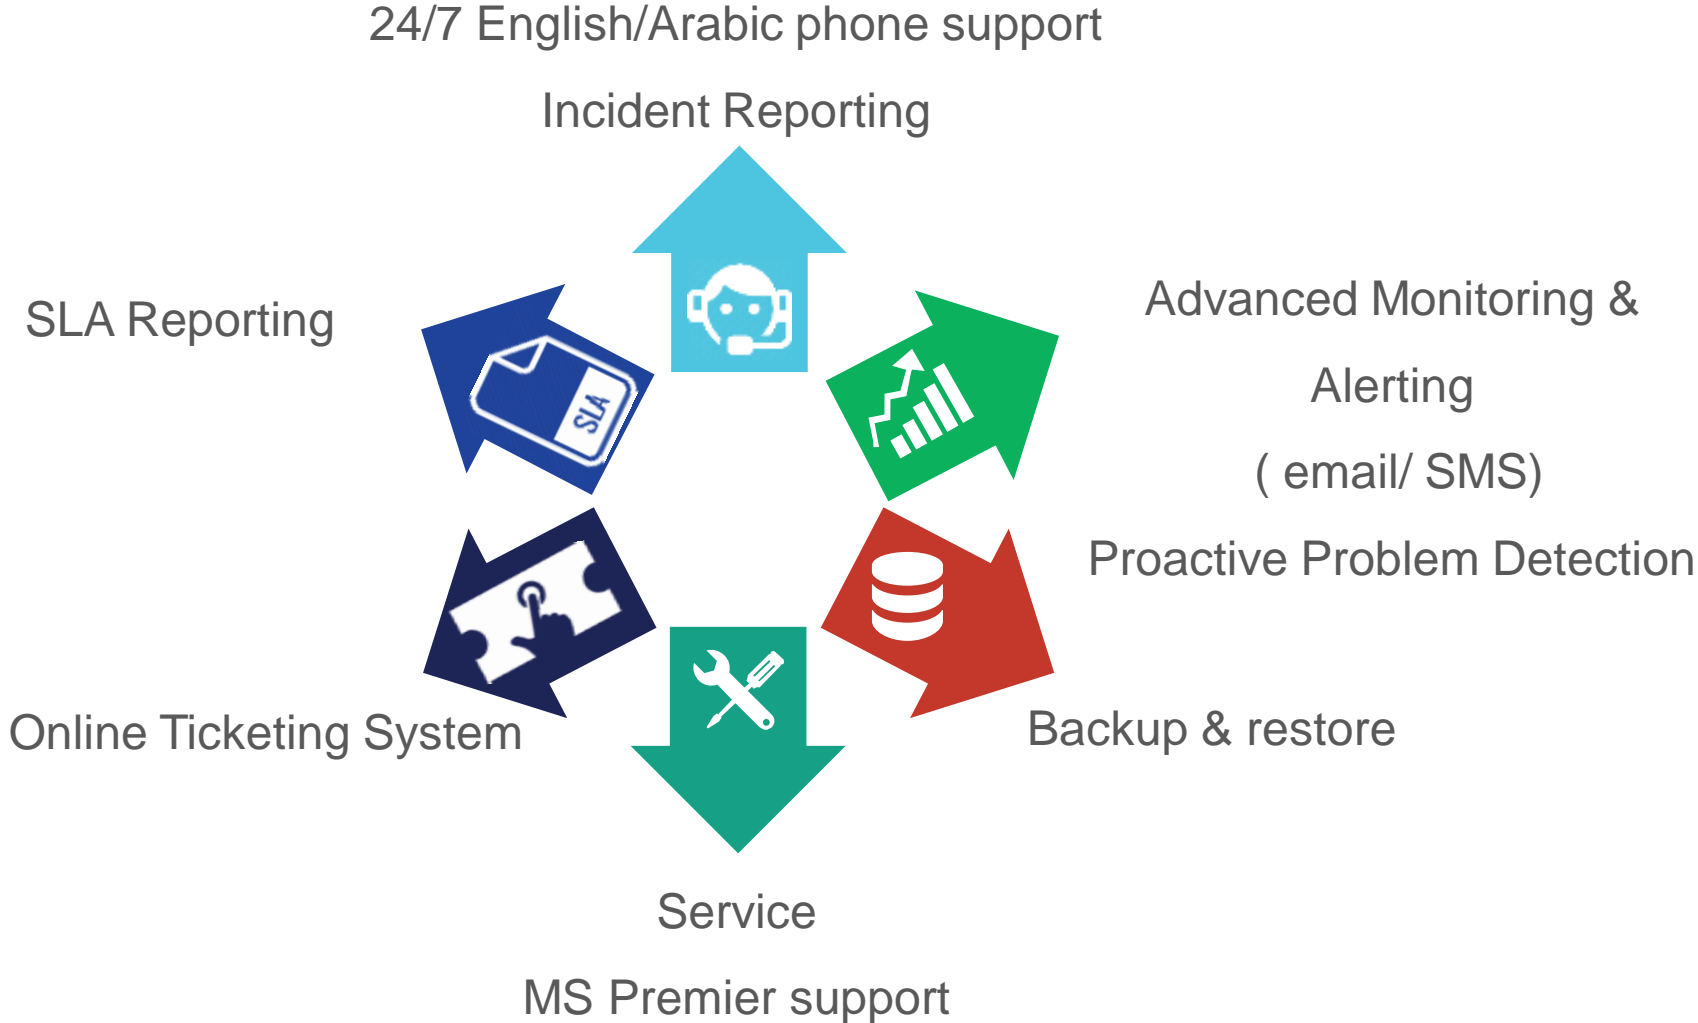 24/7 English/Arabic phone support
Incident Reporting
SLA Reporting
SLA
Advanced Monitoring &
Alerting
( email/ SMS)
Proactive Problem Detection
Online Ticketing System
Backup & restore
Service
MS Premier support